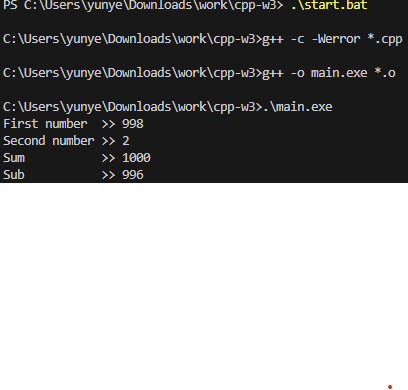 PS C:\Users\yunye\Downloads\work\cpp-w3> .\start.bat
C:\Users\yunye\Downloads\work\cpp-w3>g++ -c -Werror *.cpp
C:\Users\yunye\Downloads\work\cpp-w3>g++ -o main.exe *.o
C:\Users\yunye\Downloads\work\cpp-w3>.\main.exe
First number  >> 998
Second number >> 2
Sum           >> 1000
Sub           >> 996